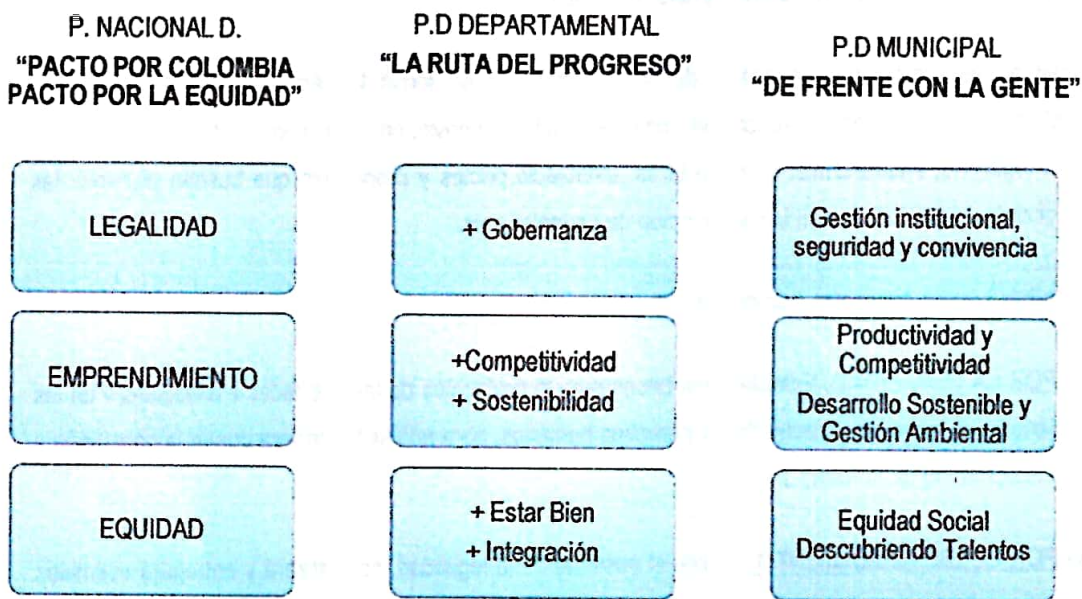 P. NACIONAL D.
"PACTO POR COLOMBIA
PACTO POR LA EQUIDAD"
LEGALIDAD
EMPRENDIMIENTO
EQUIDAD
P.D DEPARTAMENTAL
"LA RUTA DEL PROGRESO"
+ Gobernanza
+Competitividad
+ Sostenibilidad
+ Estar Bien
+ Integración
P.D MUNICIPAL
"DE FRENTE CON LA GENTE"
Gestión institucional,
seguridad y convivencia
Productividad y
Competitividad
Desarrollo Sostenible y
Gestión Ambiental
Equidad Social
Descubriendo Talentos